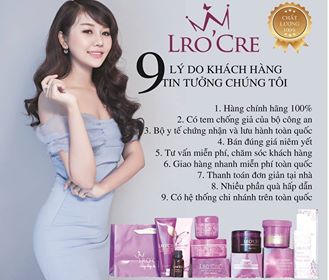 CHẤT LƯỢNG 100%
LRO'CRE
9 LÝ DO KHÁCH HÀNG
TIN TƯỞNG CHÚNG TÔI
1. Hàng chính hãng 100%
2. Có tem chống giả của bộ công an
3. Bộ y tế chứng nhận và lưu hành toàn quốc
4. Bán đúng giá niêm yết
5. Tư vấn miễn phí, chăm sóc khách hàng
6. Giao hàng nhanh miễn phí toàn quốc
7. Thanh toán đơn giản tại nhà
8. Nhiều phần quà hấp dẫn
9. Có hệ thống chi nhánh trên toàn quốc